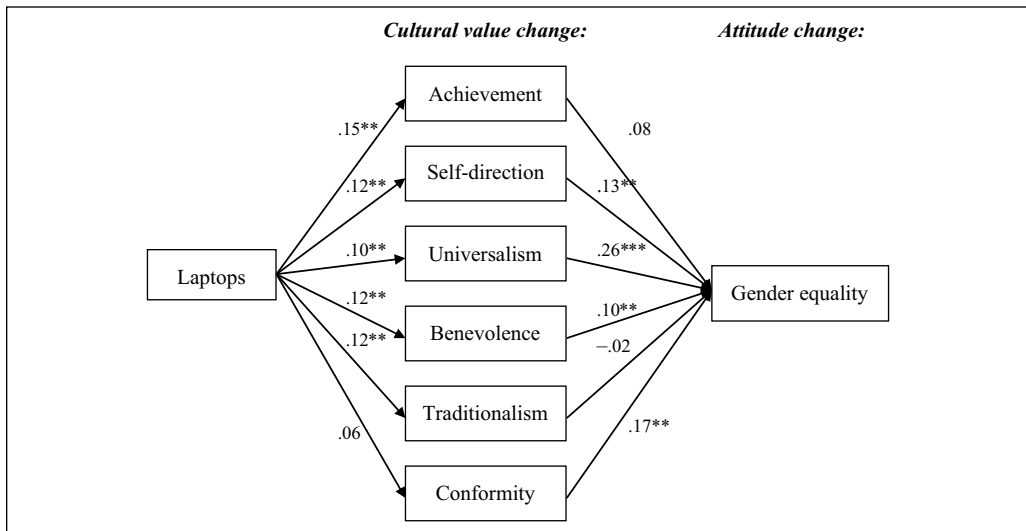 Cultural value change: Attitude change:
Achievement
.15** .08
Self-direction
.12** .13**
Universalism
.10** .26***
Laptops Gender equality
.12** .10**
Benevolence
.12** –.02
Traditionalism
.06 .17**
Conformity